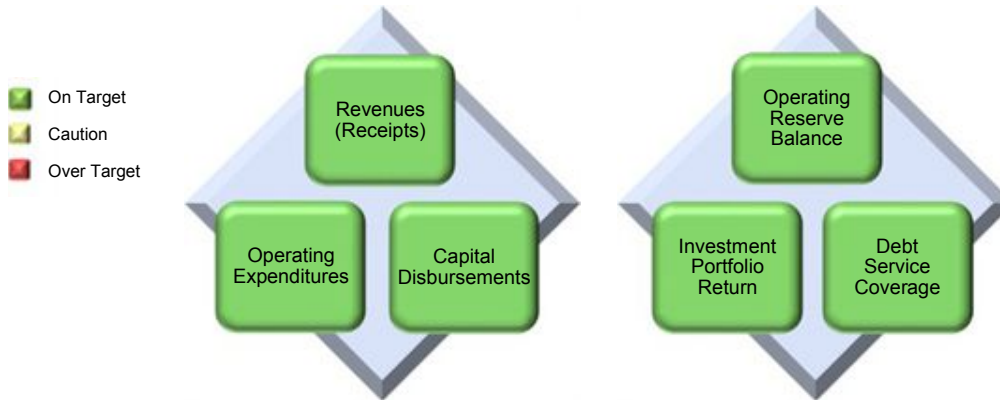 On Target
Caution
Over Target
Revenues
(Receipts)
Operating
Expenditures
Capital
Disbursements
Operating
Reserve
Balance
Investment
Portfolio
Return
Debt
Service
Coverage